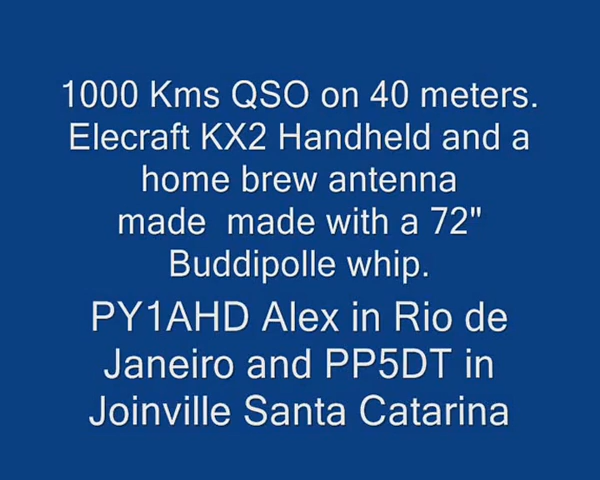 1000 Kms QSO on 40 meters.
Elecraft KX2 Handheld and a
home brew antenna
made  made with a 72"
Buddipolle whip.
PY1AHD Alex in Rio de
Janeiro and PP5DT in
Joinville Santa Catarina